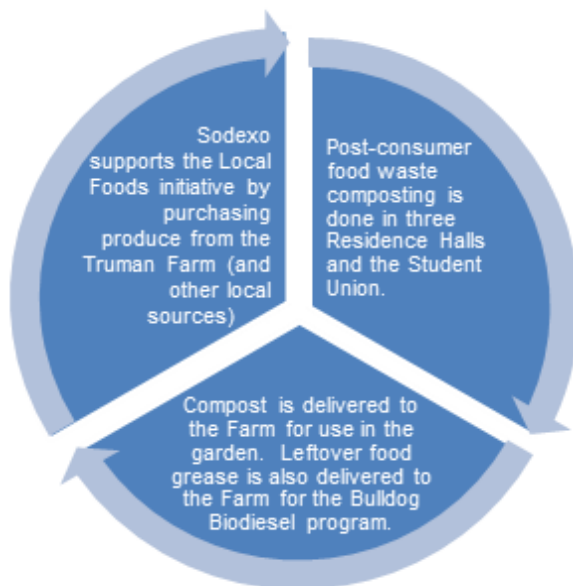 Sodexo
supports the Local
Foods initiative by
purchasing
produce from the
Truman Farm (and
other local
sources)
Post-consumer
food waste
composting is
done in three
Residence Halls
and the Student
Union.
Compost is delivered to
the Farm for use in the
garden. Leftover food
grease is also delivered to
the Farm for the Bulldog
Biodiesel program.